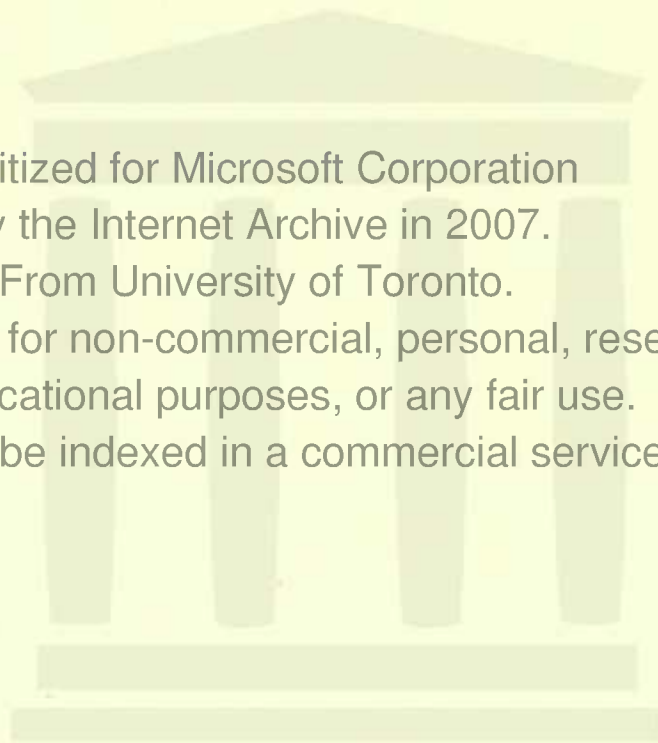 itized for Microsoft Corporation
the Internet Archive in 2007.
From University of Toronto.
for non-commercial, personal, rese
cational purposes, or any fair use.
be indexed in a commercial service